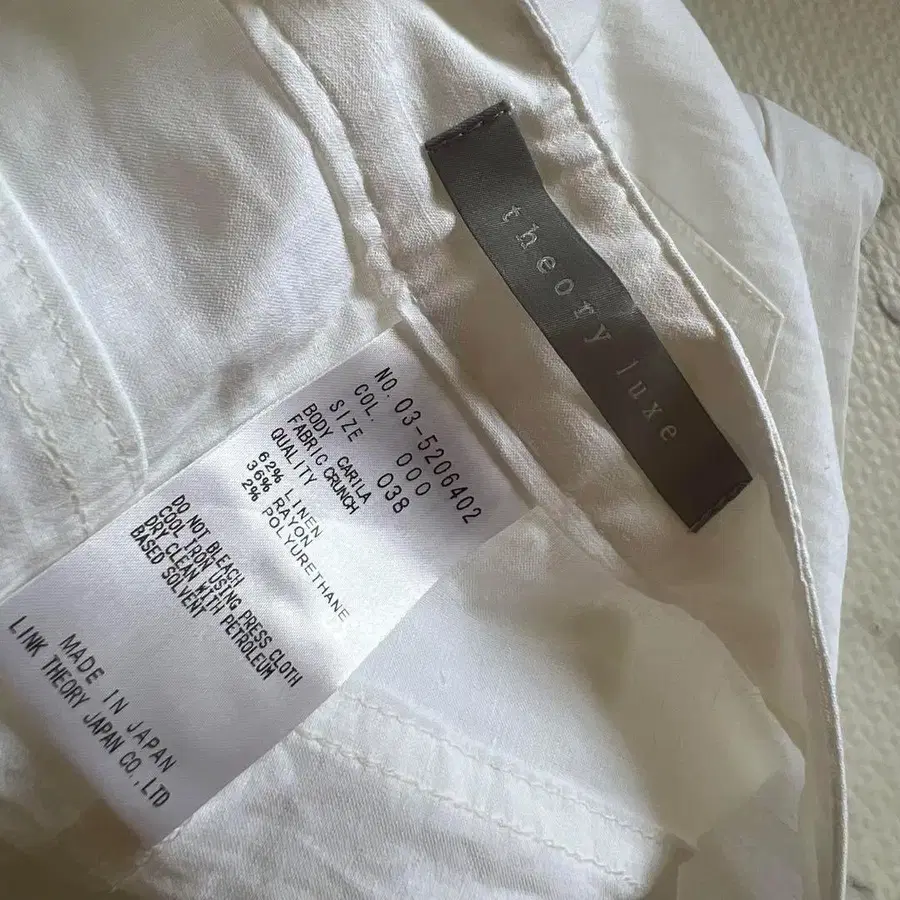 theory luxe
NO. 03-5206402
COL. 000
SIZE 038
BODY CARILA
FABRIC CRUNCH
QUALITY
62% LINEN
36% RAYON
2% POLYURETHANE
DO NOT BLEACH
COOL IRON USING PRESS CLOTH
DRY CLEAN WITH PETROLEUM
BASED SOLVENT
MADE IN JAPAN
LINK THEORY JAPAN CO.,LTD